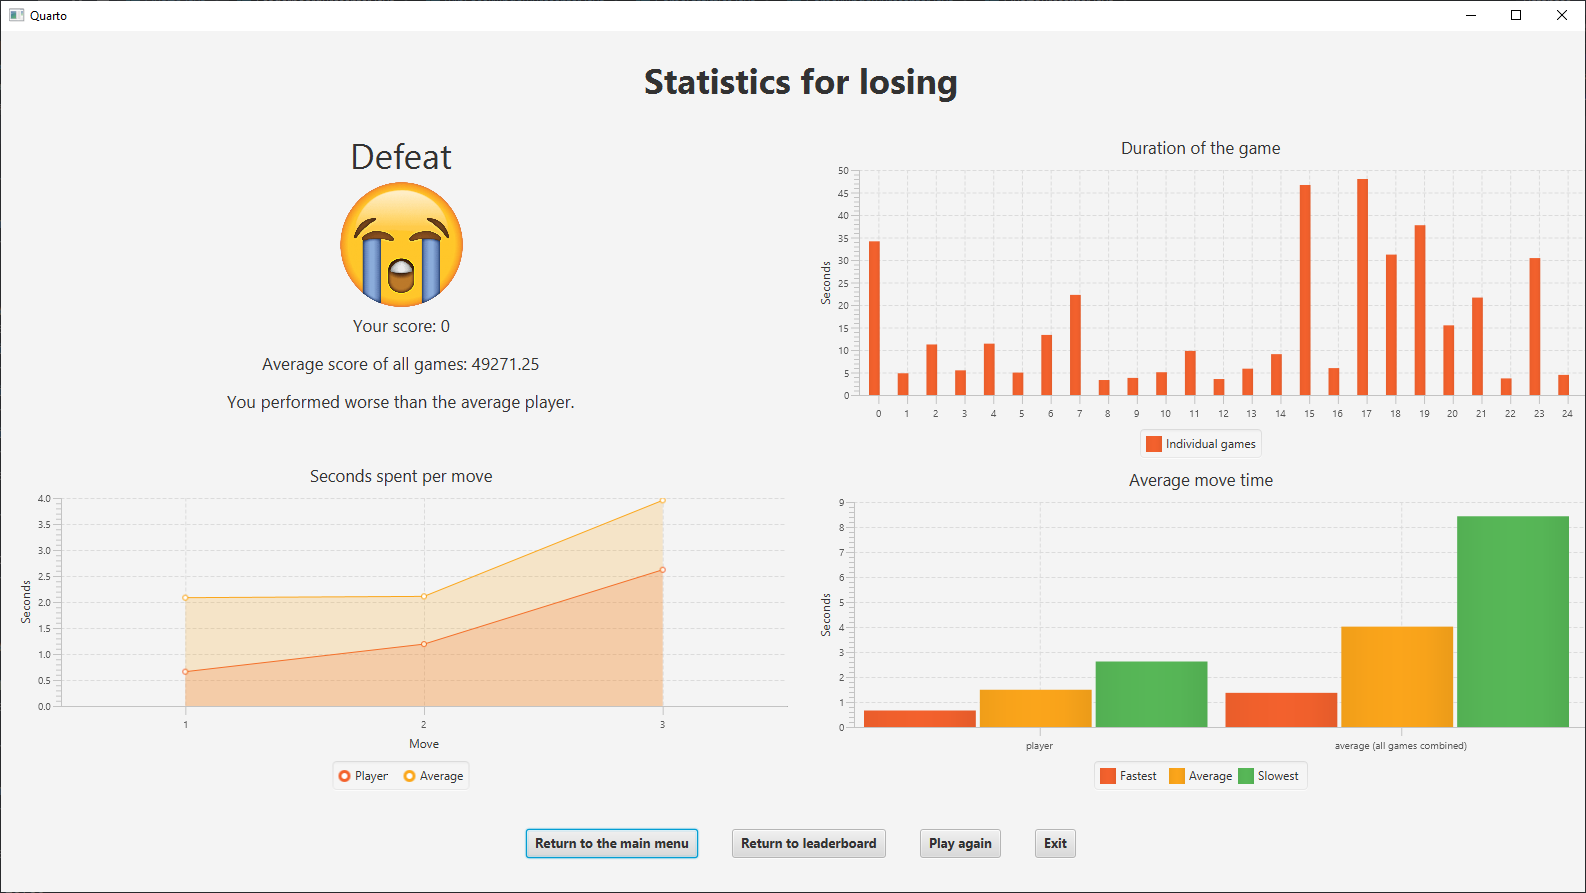 Quarto
Statistics for losing
Defeat
Your score: 0
Average score of all games: 49271.25
You performed worse than the average player.
Duration of the game
50
45
40
35
30
25
20
15
10
5
0
Seconds
0 1 2 3 4 5 6 7 8 9 10 11 12 13 14 15 16 17 18 19 20 21 22 23 24
Individual games
Seconds spent per move
4.0
3.5
3.0
2.5
2.0
1.5
1.0
0.5
0.0
Seconds
1 2 3
Move
Player Average
Average move time
9
8
7
6
5
4
3
2
1
0
Seconds
player average (all games combined)
Fastest Average Slowest
Return to the main menu Return to leaderboard Play again Exit